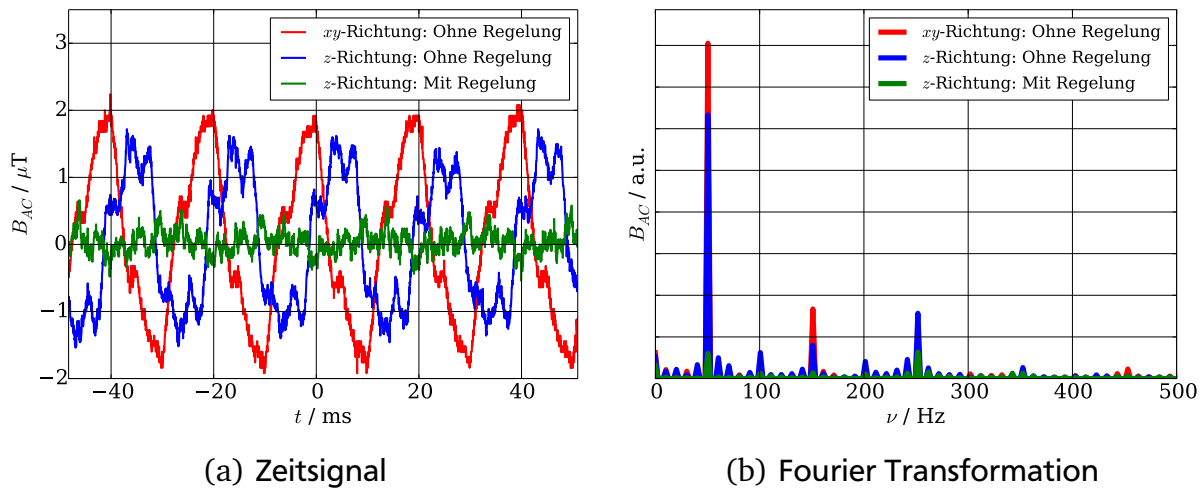 xy-Richtung: Ohne Regelung
z-Richtung: Ohne Regelung
z-Richtung: Mit Regelung
B_AC / μT
3
2
1
0
−1
−2
−40
−20
0
20
40
t / ms
(a) Zeitsignal
xy-Richtung: Ohne Regelung
z-Richtung: Ohne Regelung
z-Richtung: Mit Regelung
B_AC / a.u.
0
100
200
300
400
500
ν / Hz
(b) Fourier Transformation